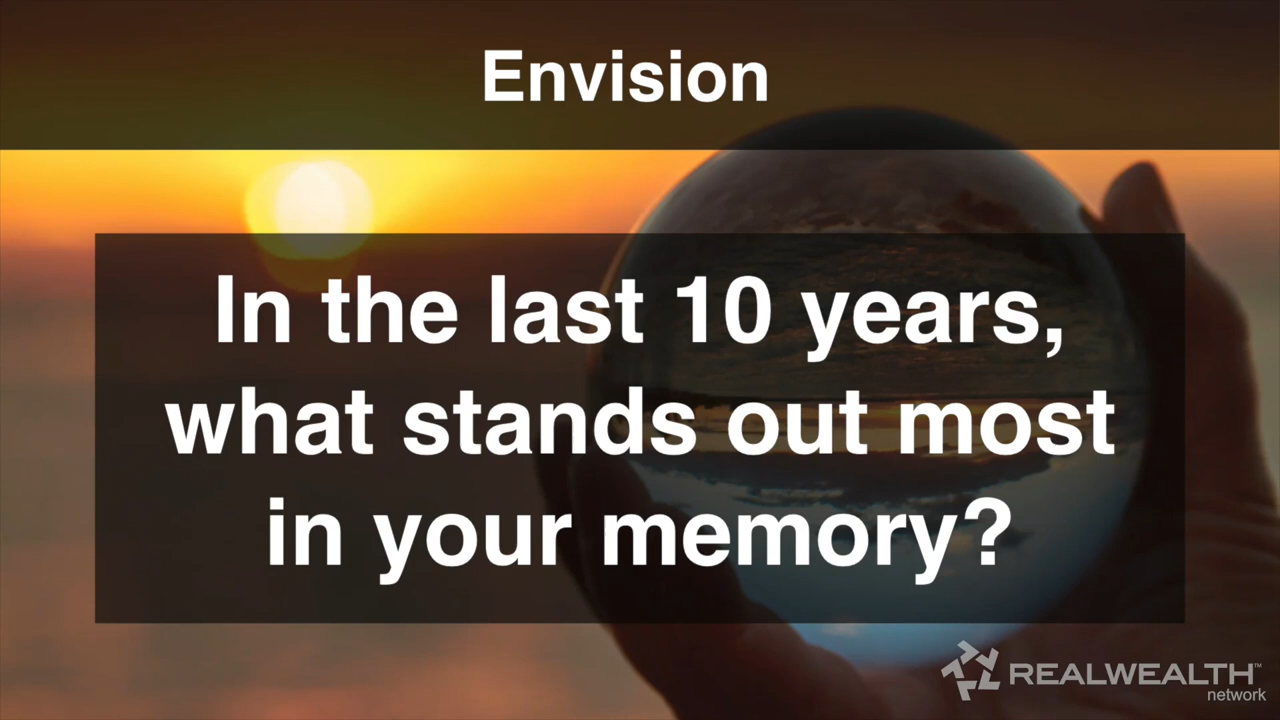 Envision
In the last 10 years,
what stands out most
in your memory?
REALWEALTH™
network